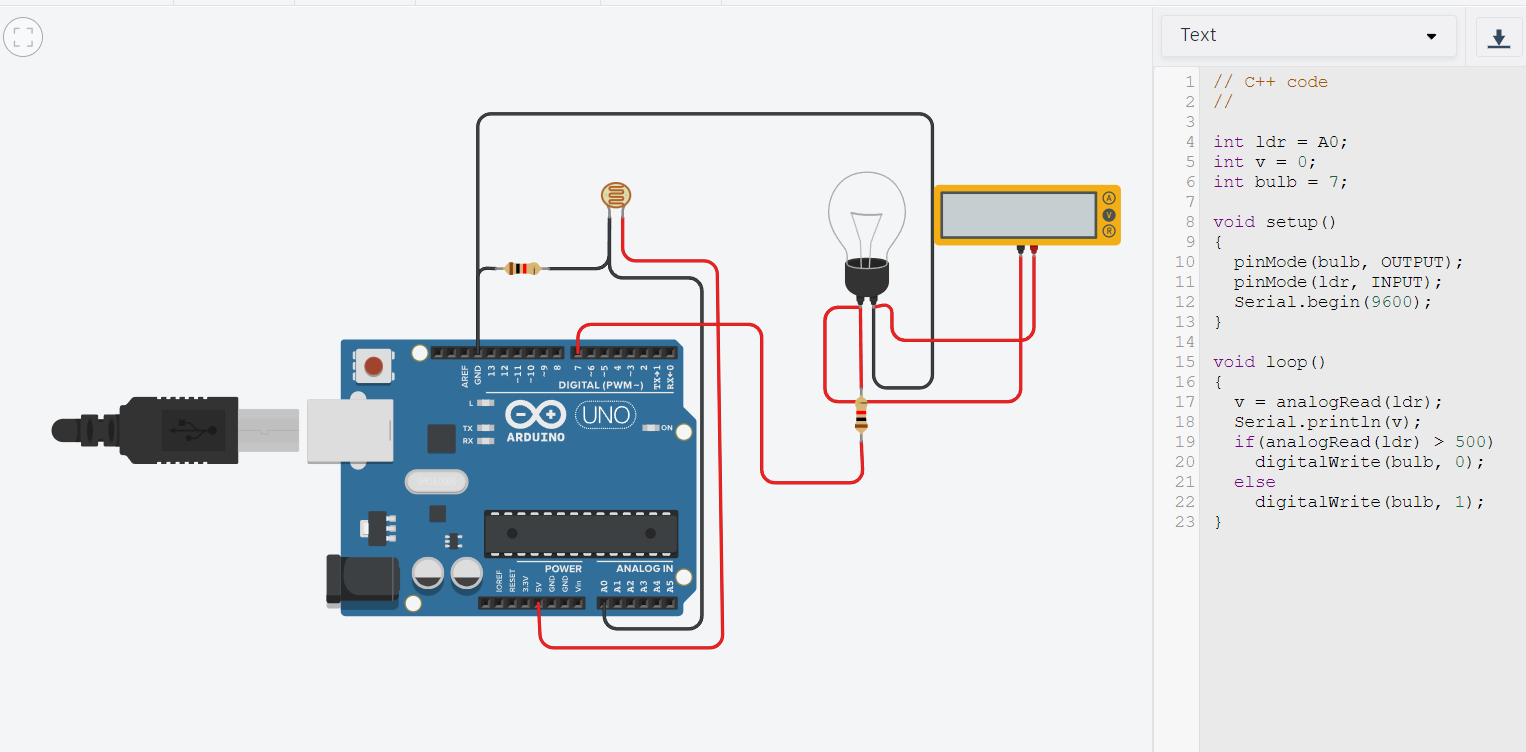 Text
1 // C++ code
2 //
3
4 int ldr = A0;
5 int v = 0;
6 int bulb = 7;
7
8 void setup()
9 {
10 pinMode(bulb, OUTPUT);
11 pinMode(ldr, INPUT);
12 Serial.begin(9600);
13 }
14
15 void loop()
16 {
17 v = analogRead(ldr);
18 Serial.println(v);
19 if(analogRead(ldr) > 500)
20 digitalWrite(bulb, 0);
21 else
22 digitalWrite(bulb, 1);
23 }
A
V
R
AREF
GND
13
12
~11
~10
~9
8
7
~6
~5
4
~3
2
TX→1
RX←0
DIGITAL (PWM~)
L
TX
RX
ARDUINO
UNO
ON
POWER
ANALOG IN
IOREF
RESET
3.3V
5V
GND
GND
Vin
A0
A1
A2
A3
A4
A5